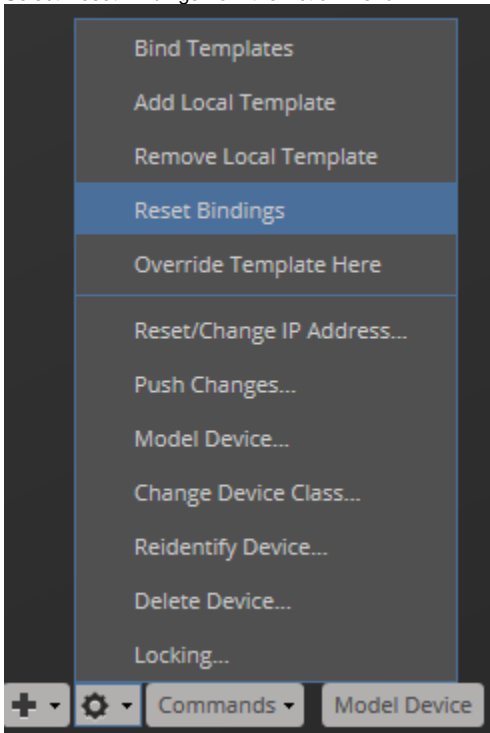 Bind Templates
Add Local Template
Remove Local Template
Reset Bindings
Override Template Here
Reset/Change IP Address...
Push Changes...
Model Device...
Change Device Class...
Reidentify Device...
Delete Device...
Locking...
Commands
Model Device